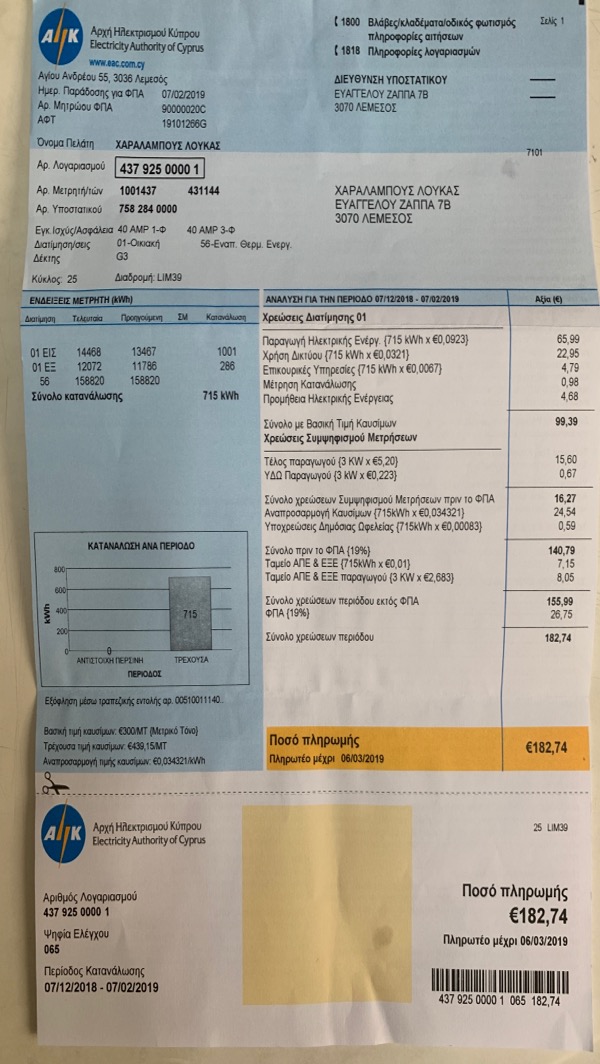 Αρχή Ηλεκτρισμού Κύπρου
Electricity Authority of Cyprus
www.eac.com.cy
1800 Βλάβες/κλαδέματα/οδικός φωτισμός
πληροφορίες αιτήσεων
1818 Πληροφορίες λογαριασμών
Σελίς 1
Αγίου Ανδρέου 55, 3036 Λεμεσός
Ημερ. Παράδοσης για ΦΠΑ 07/02/2019
Αρ. Μητρώου ΦΠΑ 90000020C
ΑΦΤ 19101266G
ΔΙΕΥΘΥΝΣΗ ΥΠΟΣΤΑΤΙΚΟΥ
ΕΥΑΓΓΕΛΟΥ ΖΑΠΠΑ 7Β
3070 ΛΕΜΕΣΟΣ
Όνομα Πελάτη ΧΑΡΑΛΑΜΠΟΥΣ ΛΟΥΚΑΣ
7101
Αρ. Λογαριασμού 437 925 0000 1
Αρ. Μετρητή/τών 1001437 431144
Αρ. Υποστατικού 758 284 0000
ΧΑΡΑΛΑΜΠΟΥΣ ΛΟΥΚΑΣ
ΕΥΑΓΓΕΛΟΥ ΖΑΠΠΑ 7Β
3070 ΛΕΜΕΣΟΣ
Εγκ.Ισχύς/Ασφάλεια 40 AMP 1-Φ 40 AMP 3-Φ
Διατίμηση/σεις 01-Οικιακή 56-Εναπ. Θερμ. Ενεργ.
Δέκτης G3
Κύκλος: 25 Διαδρομή: LIM39
ΕΝΔΕΙΞΕΙΣ ΜΕΤΡΗΤΗ (kWh)
Διατίμηση Τελευταία Προηγούμενη ΣΜ Κατανάλωση
01 ΕΙΣ 14468 13467 1001
01 ΕΞ 12072 11786 286
56 158820 158820
Σύνολο κατανάλωσης 715 kWh
ΚΑΤΑΝΑΛΩΣΗ ΑΝΑ ΠΕΡΙΟΔΟ
kWh
800
600
400
200
0
0
715
ΑΝΤΙΣΤΟΙΧΗ ΠΕΡΣΙΝΗ ΤΡΕΧΟΥΣΑ
ΠΕΡΙΟΔΟΣ
Εξόφληση μέσω τραπεζικής εντολής αρ. 00510011140..
Βασική τιμή καυσίμων: €300/ΜΤ (Μετρικό Τόνο)
Τρέχουσα τιμή καυσίμων: €439,15/ΜΤ
Αναπροσαρμογή τιμής καυσίμων: €0,034321/kWh
ΑΝΑΛΥΣΗ ΓΙΑ ΤΗΝ ΠΕΡΙΟΔΟ 07/12/2018 - 07/02/2019 Αξία (€)
Χρεώσεις Διατίμησης 01
Παραγωγή Ηλεκτρικής Ενέργ. {715 kWh x €0,0923} 65,99
Χρήση Δικτύου {715 kWh x €0,0321} 22,95
Επικουρικές Υπηρεσίες {715 kWh x €0,0067} 4,79
Μέτρηση Κατανάλωσης 0,98
Προμήθεια Ηλεκτρικής Ενέργειας 4,68
Σύνολο με Βασική Τιμή Καυσίμων 99,39
Χρεώσεις Συμψηφισμού Μετρήσεων
Τέλος παραγωγού {3 KW x €5,20} 15,60
ΥΔΩ Παραγωγού {3 kW x €0,223} 0,67
Σύνολο χρεώσεων Συμψηφισμού Μετρήσεων πριν το ΦΠΑ 16,27
Αναπροσαρμογή Καυσίμων {715kWh x €0,034321} 24,54
Υποχρεώσεις Δημόσιας Ωφελείας {715kWh x €0,00083} 0,59
Σύνολο πριν το ΦΠΑ {19%} 140,79
Ταμείο ΑΠΕ & ΕΞΕ {715kWh x €0,01} 7,15
Ταμείο ΑΠΕ & ΕΞΕ παραγωγού {3 KW x €2,683} 8,05
Σύνολο χρεώσεων περιόδου εκτός ΦΠΑ 155,99
ΦΠΑ {19%} 26,75
Σύνολο χρεώσεων περιόδου 182,74
Ποσό πληρωμής €182,74
Πληρωτέο μέχρι 06/03/2019
Αρχή Ηλεκτρισμού Κύπρου
Electricity Authority of Cyprus
25 LIM39
Αριθμός Λογαριασμού
437 925 0000 1
Ψηφία Ελέγχου
065
Περίοδος Κατανάλωσης
07/12/2018 - 07/02/2019
Ποσό πληρωμής
€182,74
Πληρωτέο μέχρι 06/03/2019
437 925 0000 1 065 182,74